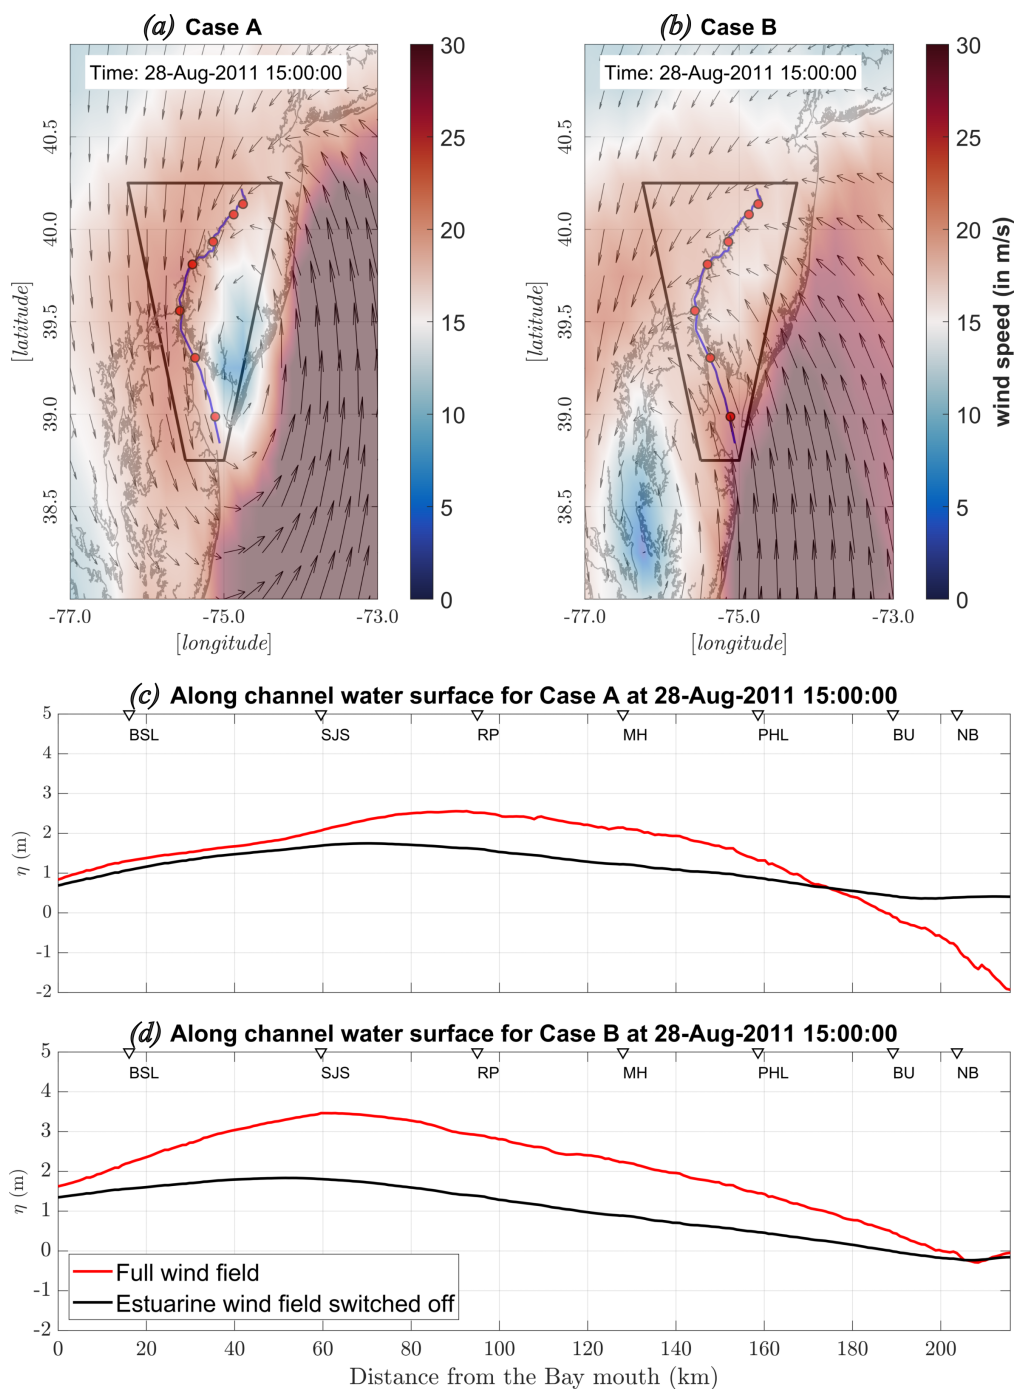 (a) Case A
Time: 28-Aug-2011 15:00:00
40.5
40.0
39.5
39.0
38.5
[latitude]
-77.0
-75.0
-73.0
[longitude]
30
25
20
15
10
5
0
(b) Case B
Time: 28-Aug-2011 15:00:00
40.5
40.0
39.5
39.0
38.5
[latitude]
-77.0
-75.0
-73.0
[longitude]
30
25
20
15
10
5
0
wind speed (in m/s)
(c) Along channel water surface for Case A at 28-Aug-2011 15:00:00
BSL SJS RP MH PHL BU NB
5
4
3
2
1
0
-1
-2
η (m)
(d) Along channel water surface for Case B at 28-Aug-2011 15:00:00
BSL SJS RP MH PHL BU NB
5
4
3
2
1
0
-1
-2
η (m)
Full wind field
Estuarine wind field switched off
0 20 40 60 80 100 120 140 160 180 200
Distance from the Bay mouth (km)